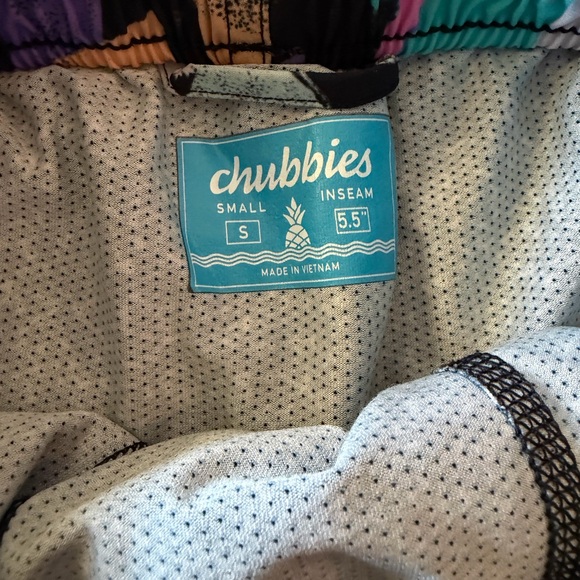 chubbies
SMALL INSEAM
S 5.5"
MADE IN VIETNAM